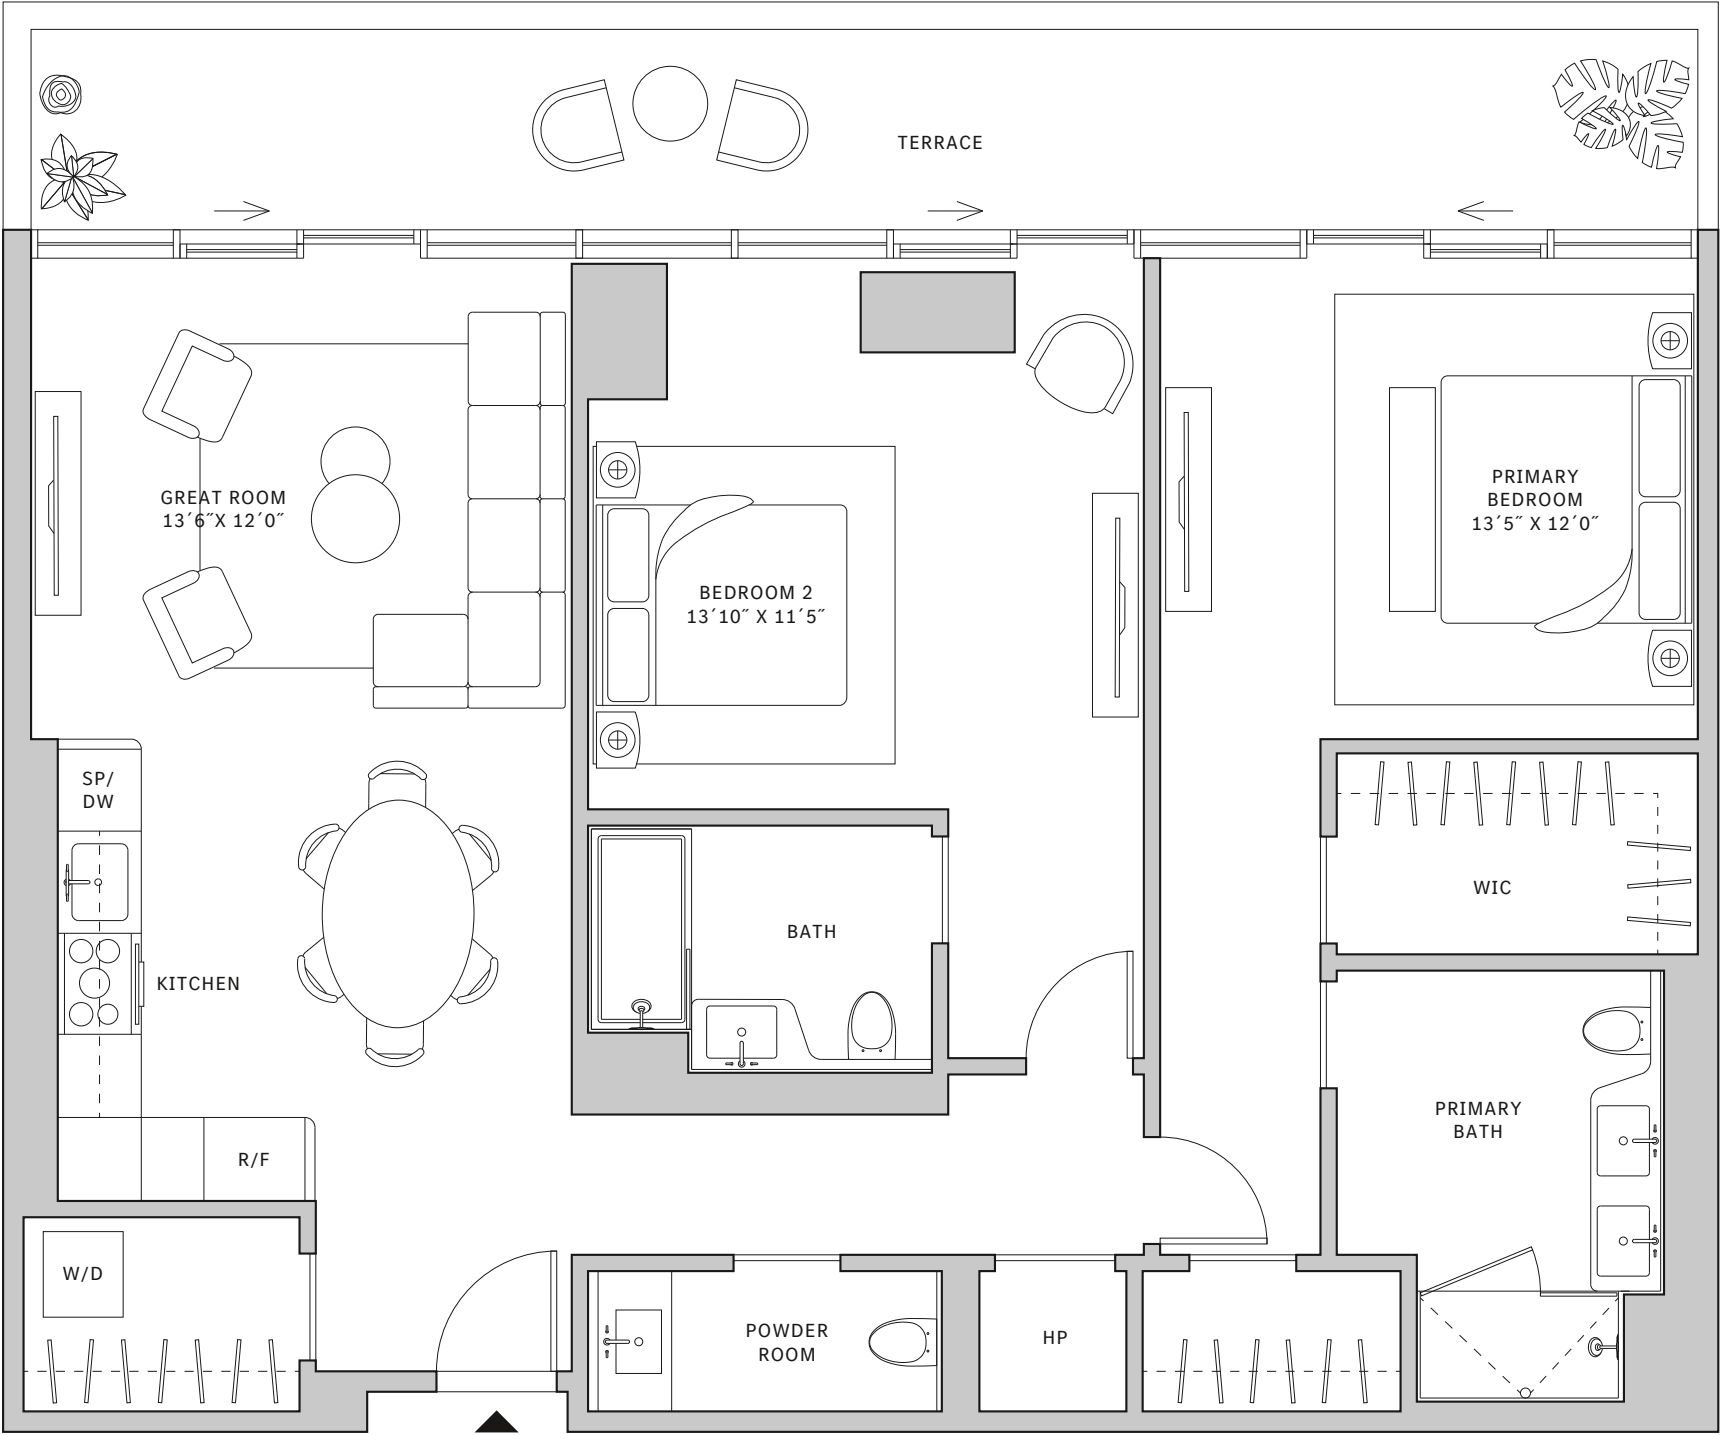 TERRACE
GREAT ROOM
13´6˝X 12´0˝
PRIMARY
BEDROOM
13´5˝ X 12´0˝
BEDROOM 2
13´10˝ X 11´5˝
SP/
DW
WIC
BATH
KITCHEN
PRIMARY
BATH
R/F
W/D
POWDER
ROOM
HP